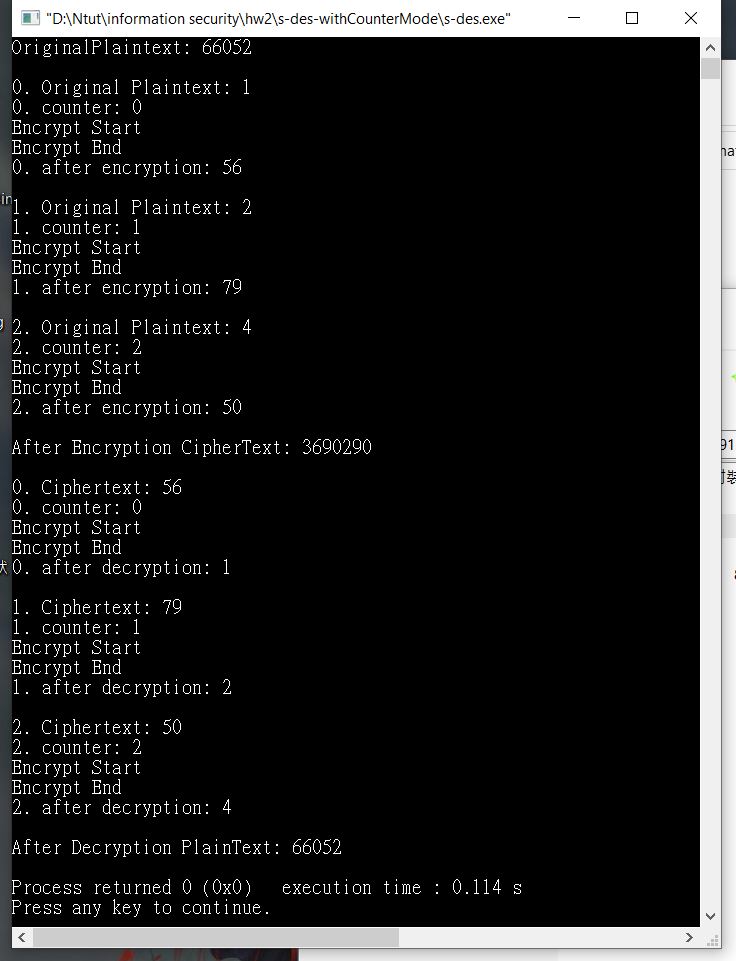 "D:\Ntut\information security\hw2\s-des-withCounterMode\s-des.exe"
OriginalPlaintext: 66052
0. Original Plaintext: 1
0. counter: 0
Encrypt Start
Encrypt End
0. after encryption: 56
1. Original Plaintext: 2
1. counter: 1
Encrypt Start
Encrypt End
1. after encryption: 79
2. Original Plaintext: 4
2. counter: 2
Encrypt Start
Encrypt End
2. after encryption: 50
After Encryption CipherText: 3690290
0. Ciphertext: 56
0. counter: 0
Encrypt Start
Encrypt End
0. after decryption: 1
1. Ciphertext: 79
1. counter: 1
Encrypt Start
Encrypt End
1. after decryption: 2
2. Ciphertext: 50
2. counter: 2
Encrypt Start
Encrypt End
2. after decryption: 4
After Decryption PlainText: 66052
Process returned 0 (0x0)   execution time : 0.114 s
Press any key to continue.